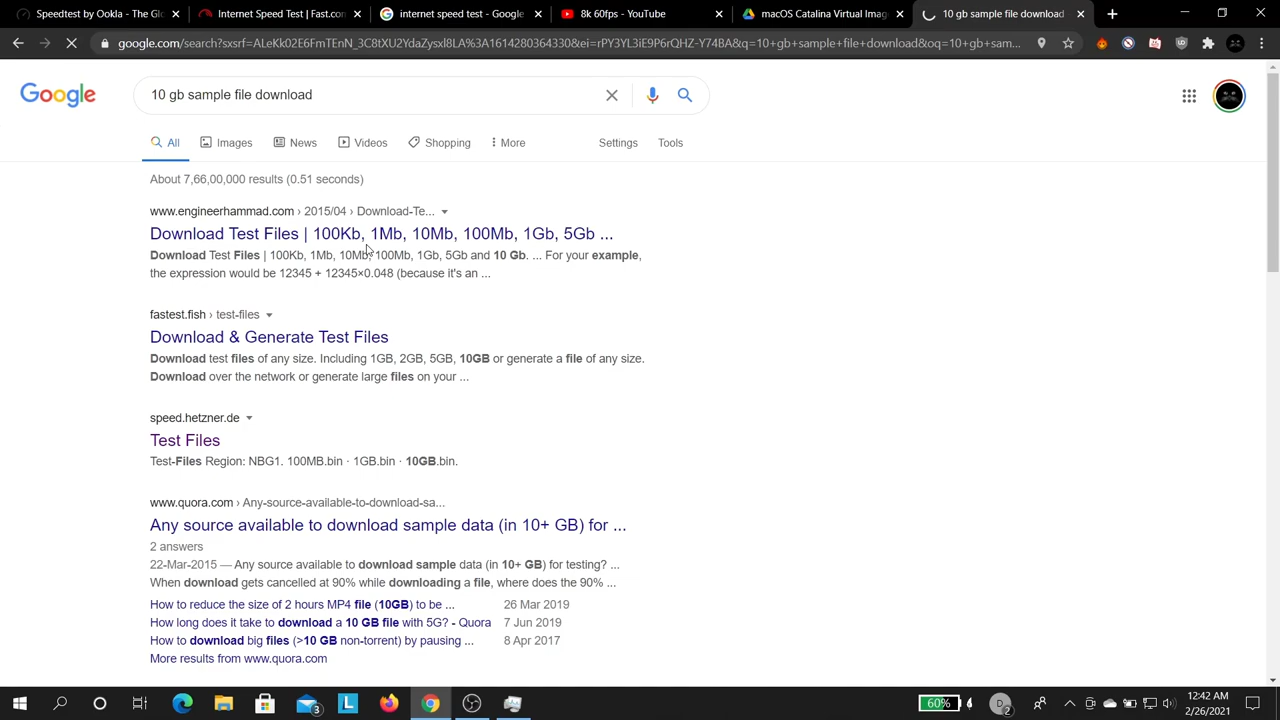 Speedtest by Ookla - The Glo
Internet Speed Test | Fast.com
internet speed test - Google
8k 60fps - YouTube
macOS Catalina Virtual Imag
10 gb sample file download
google.com/search?sxsrf=ALeKk02E6FmTEnN_3C8tXU2YdaZysxl8LA%3A1614280364330&ei=rPY3YL3iE9P6rQHZ-Y74BA&q=10+gb+sample+file+download&oq=10+gb+sam...
Google
10 gb sample file download
All
Images
News
Videos
Shopping
More
Settings
Tools
About 7,66,00,000 results (0.51 seconds)
www.engineerhammad.com › 2015/04 › Download-Te...
Download Test Files | 100Kb, 1Mb, 10Mb, 100Mb, 1Gb, 5Gb ...
Download Test Files | 100Kb, 1Mb, 10Mb, 100Mb, 1Gb, 5Gb and 10 Gb. ... For your example,
the expression would be 12345 + 12345×0.048 (because it's an ...
fastest.fish › test-files
Download & Generate Test Files
Download test files of any size. Including 1GB, 2GB, 5GB, 10GB or generate a file of any size.
Download over the network or generate large files on your ...
speed.hetzner.de
Test Files
Test-Files Region: NBG1. 100MB.bin · 1GB.bin · 10GB.bin.
www.quora.com › Any-source-available-to-download-sa...
Any source available to download sample data (in 10+ GB) for ...
2 answers
22-Mar-2015 — Any source available to download sample data (in 10+ GB) for testing? ...
When download gets cancelled at 90% while downloading a file, where does the 90% ...
How to reduce the size of 2 hours MP4 file (10GB) to be ... 26 Mar 2019
How long does it take to download a 10 GB file with 5G? - Quora 7 Jun 2019
How to download big files (>10 GB non-torrent) by pausing ... 8 Apr 2017
More results from www.quora.com
3
L
60%
D
2
12:42 AM
2/26/2021